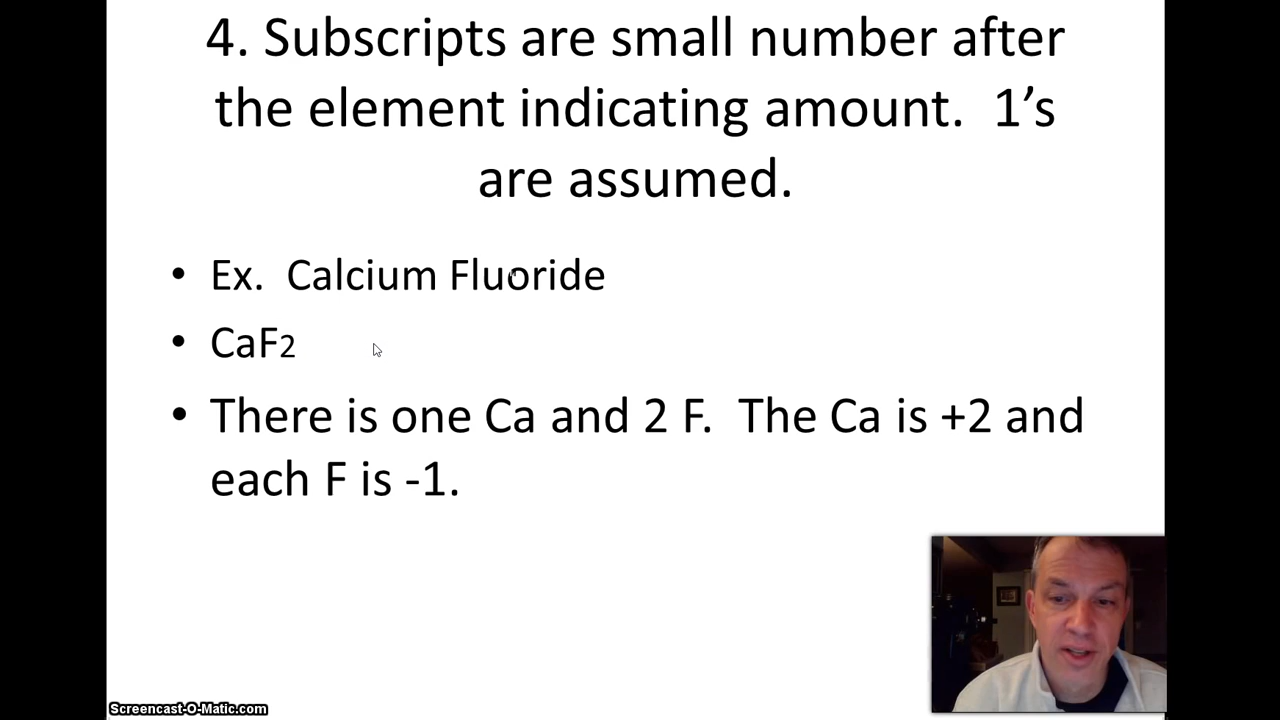 4. Subscripts are small number after
the element indicating amount.  1’s
are assumed.
• Ex.  Calcium Fluoride
• CaF2
• There is one Ca and 2 F.  The Ca is +2 and
each F is -1.
Screencast-O-Matic.com